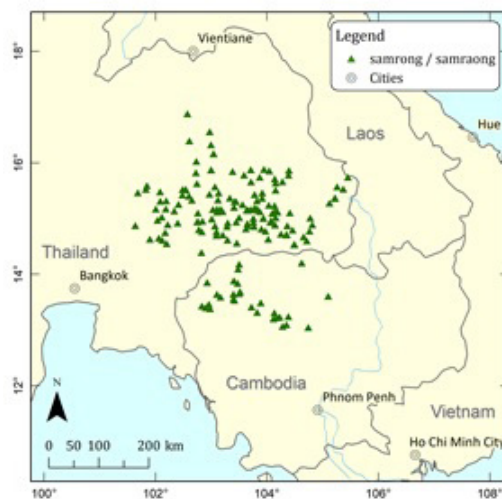 Legend
samrong / samraong
Cities
Vientiane
18°
Laos
Hue
16°
Thailand
Bangkok
14°
Cambodia
Phnom Penh
Vietnam
12°
N
Ho Chi Minh City
0 50 100 200 km
100° 102° 104° 106° 108°